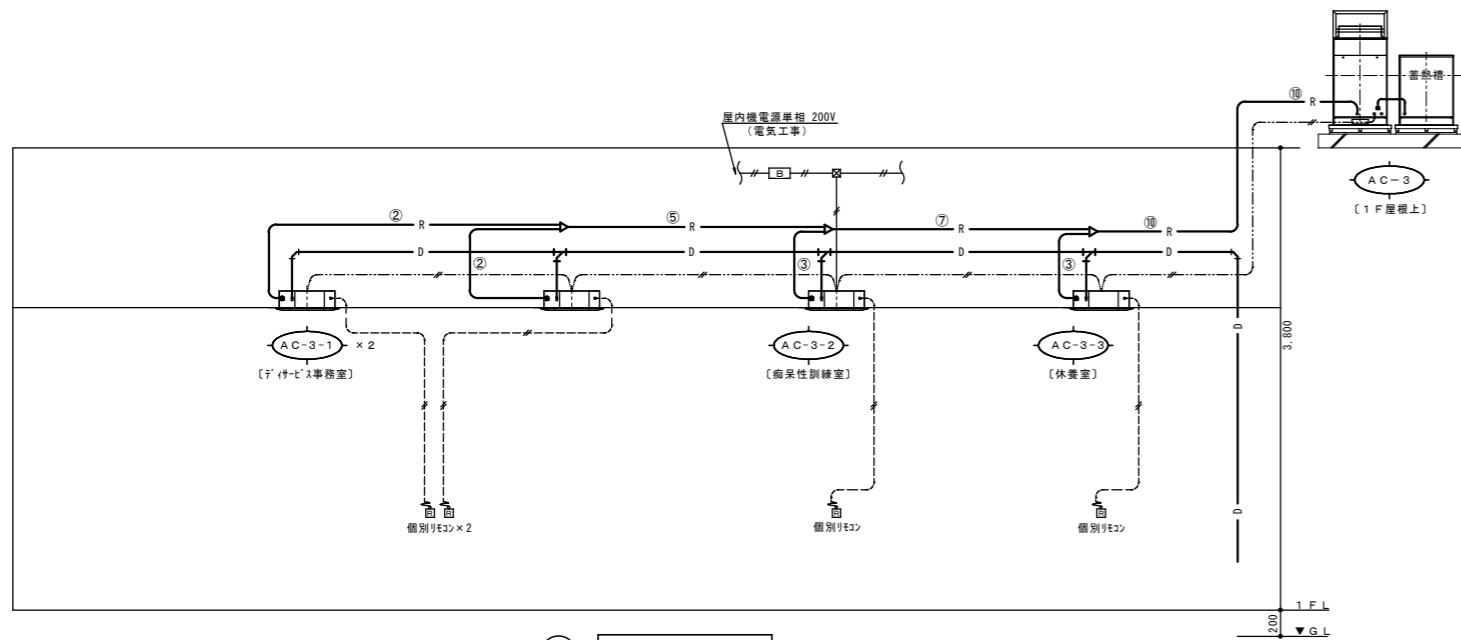 蓄熱槽
⑩
R
屋内機電源単相 200V
(電気工事)
B
AC-3
〔1F屋根上〕
② ⑤ ⑦ ⑩
R R R R
D D D D
② ③ ③
D
3,800
AC-3-1 ×2
〔ディサービス事務室〕
AC-3-2
〔痴呆性訓練室〕
AC-3-3
〔休養室〕
R R R R
個別リモコン×2
個別リモコン
個別リモコン
D
1FL
200
▼GL